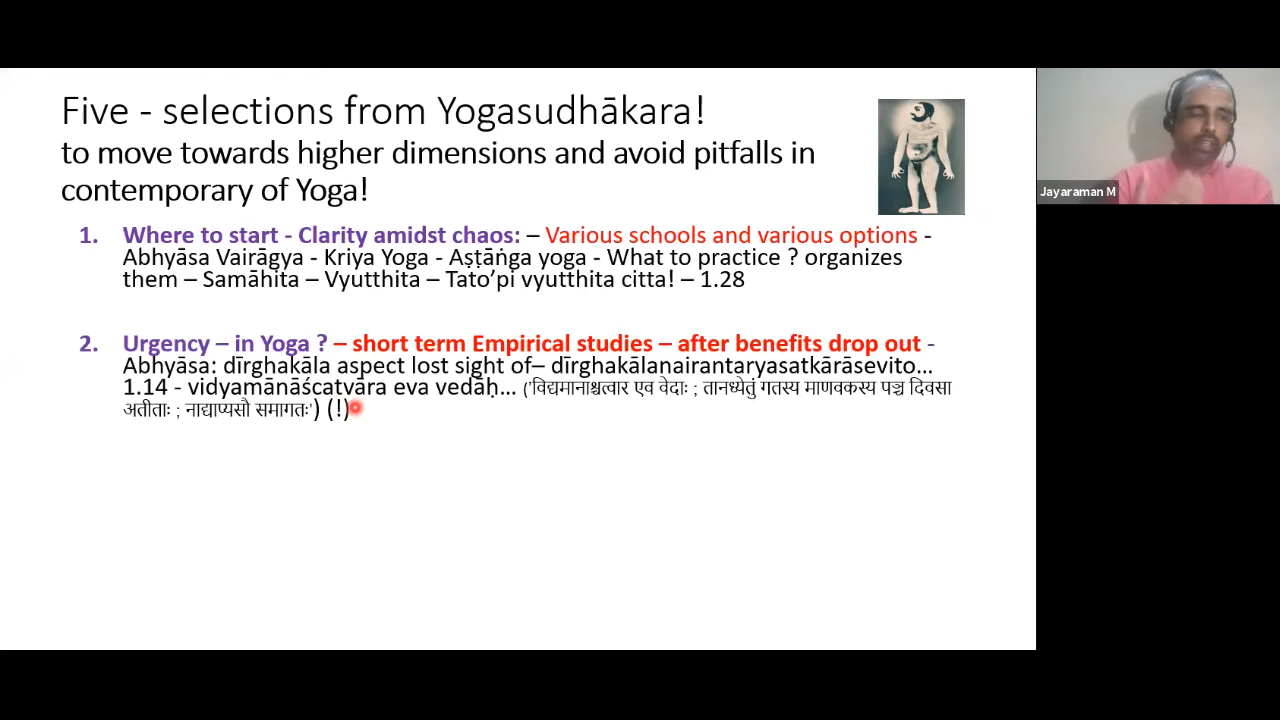 Five - selections from Yogasudhākara!
to move towards higher dimensions and avoid pitfalls in
contemporary of Yoga!
1. Where to start - Clarity amidst chaos: – Various schools and various options -
Abhyāsa Vairāgya - Kriya Yoga - Aṣṭāṅga yoga - What to practice ? organizes
them – Samāhita – Vyutthita – Tato’pi vyutthita citta! – 1.28
2. Urgency – in Yoga ? – short term Empirical studies – after benefits drop out -
Abhyāsa: dīrghakāla aspect lost sight of– dīrghakālanairantaryasatkārāsevito…
1.14 - vidyamānāścatvāra eva vedāḥ… (‘विद्यमानाश्चत्वार एव वेदाः ; तानध्येतुं गतस्य माणवकस्य पञ्च दिवसा
अतीताः ; नाद्याप्यसौ समागतः’) (!)
Jayaraman M